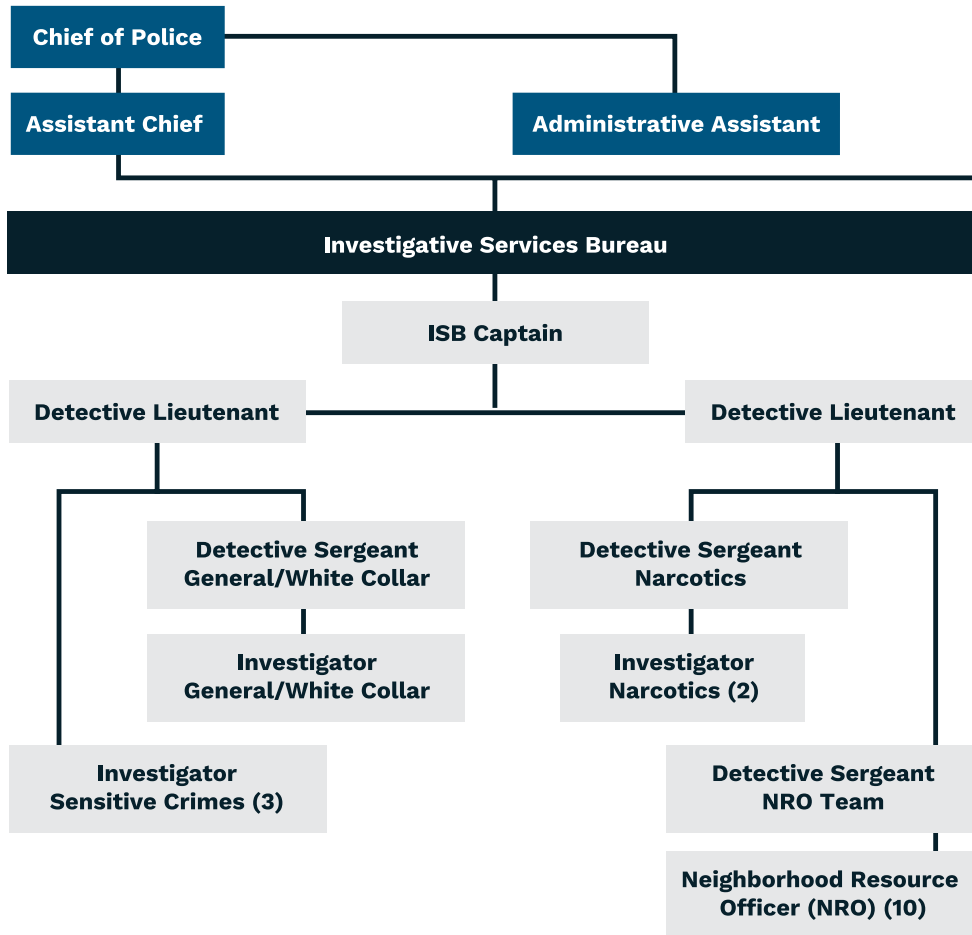 Chief of Police
Assistant Chief
Administrative Assistant
Investigative Services Bureau
ISB Captain
Detective Lieutenant
Detective Lieutenant
Detective Sergeant
General/White Collar
Detective Sergeant
Narcotics
Investigator
General/White Collar
Investigator
Narcotics (2)
Investigator
Sensitive Crimes (3)
Detective Sergeant
NRO Team
Neighborhood Resource
Officer (NRO) (10)